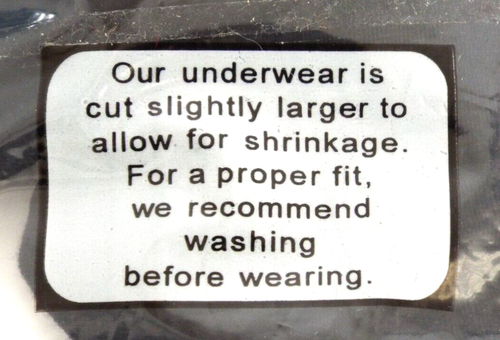 Our underwear is
cut slightly larger to
allow for shrinkage.
For a proper fit,
we recommend
washing
before wearing.